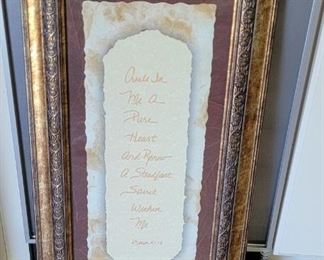 Create In
Me A
Pure
Heart
And Renew
A Steadfast
Spirit
Within
Me